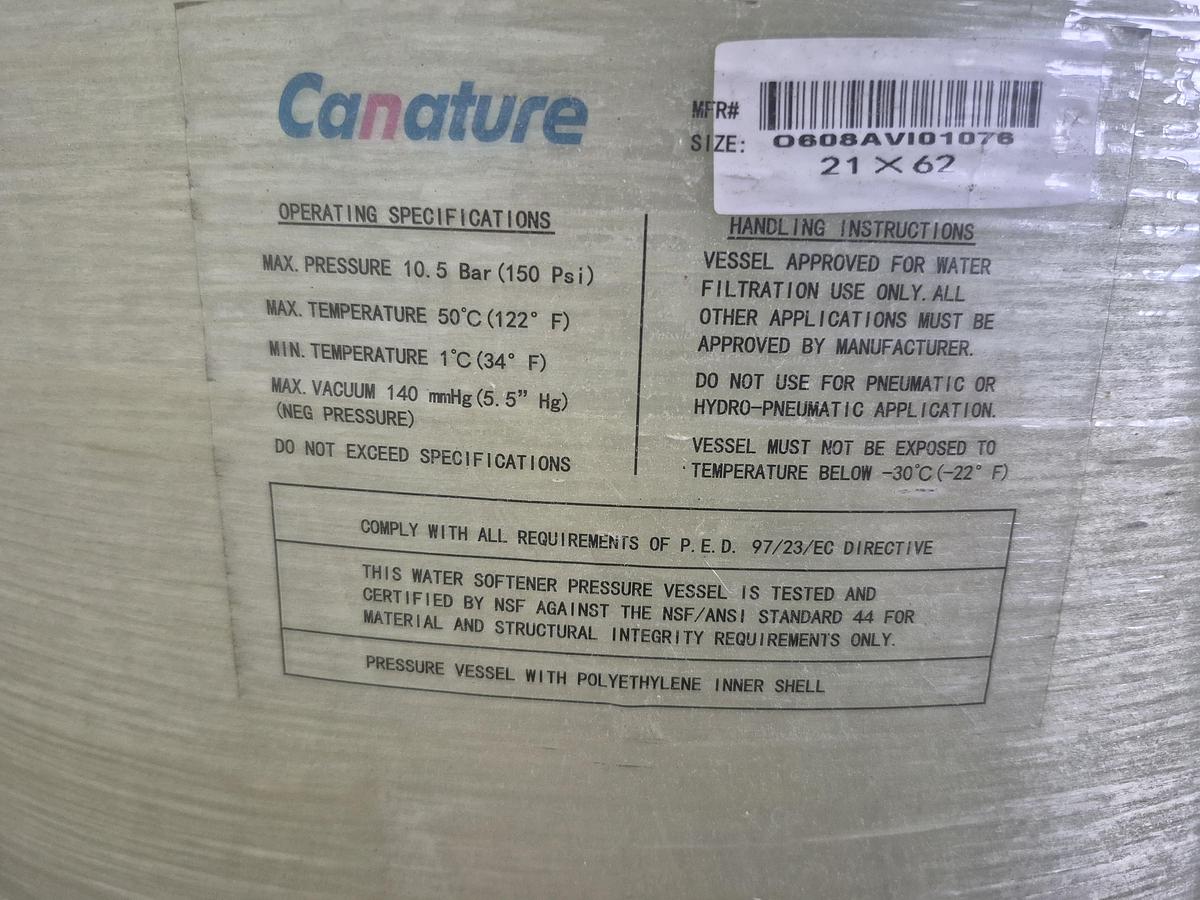 Canature
MFR#
O608AVI01076
SIZE:
21 X 62
OPERATING SPECIFICATIONS
MAX. PRESSURE 10.5 Bar (150 Psi)
MAX. TEMPERATURE 50℃ (122° F)
MIN. TEMPERATURE 1℃ (34° F)
MAX. VACUUM 140 mmHg (5.5” Hg)
(NEG PRESSURE)
DO NOT EXCEED SPECIFICATIONS
HANDLING INSTRUCTIONS
VESSEL APPROVED FOR WATER
FILTRATION USE ONLY. ALL
OTHER APPLICATIONS MUST BE
APPROVED BY MANUFACTURER.
DO NOT USE FOR PNEUMATIC OR
HYDRO-PNEUMATIC APPLICATION.
VESSEL MUST NOT BE EXPOSED TO
TEMPERATURE BELOW -30℃ (-22° F)
COMPLY WITH ALL REQUIREMENTS OF P.E.D. 97/23/EC DIRECTIVE
THIS WATER SOFTENER PRESSURE VESSEL IS TESTED AND
CERTIFIED BY NSF AGAINST THE NSF/ANSI STANDARD 44 FOR
MATERIAL AND STRUCTURAL INTEGRITY REQUIREMENTS ONLY.
PRESSURE VESSEL WITH POLYETHYLENE INNER SHELL